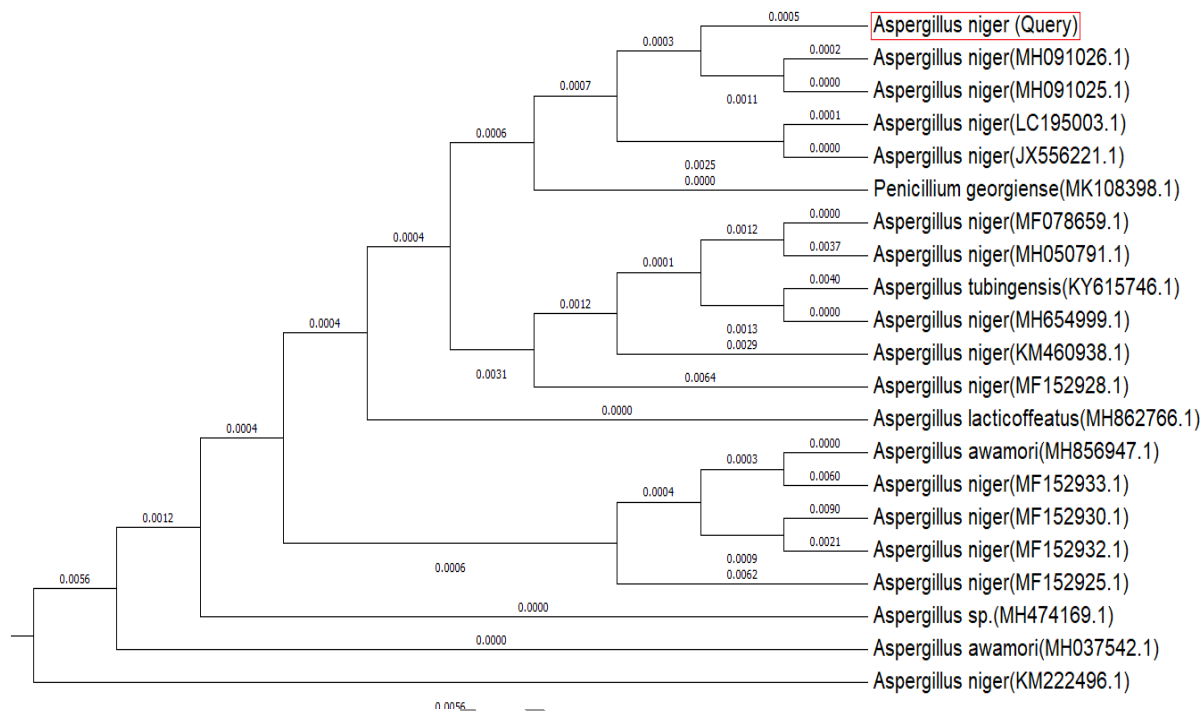 0.0005
Aspergillus niger (Query)
0.0003
0.0002
Aspergillus niger(MH091026.1)
0.0007
0.0000
Aspergillus niger(MH091025.1)
0.0011
0.0001
Aspergillus niger(LC195003.1)
0.0006
0.0000
Aspergillus niger(JX556221.1)
0.0025
0.0000
Penicillium georgiense(MK108398.1)
0.0000
Aspergillus niger(MF078659.1)
0.0004
0.0012
0.0037
Aspergillus niger(MH050791.1)
0.0001
0.0040
Aspergillus tubingensis(KY615746.1)
0.0012
0.0000
Aspergillus niger(MH654999.1)
0.0004
0.0013
0.0029
Aspergillus niger(KM460938.1)
0.0031
0.0064
Aspergillus niger(MF152928.1)
0.0000
Aspergillus lacticoffeatus(MH862766.1)
0.0004
0.0000
Aspergillus awamori(MH856947.1)
0.0003
0.0060
Aspergillus niger(MF152933.1)
0.0004
0.0090
Aspergillus niger(MF152930.1)
0.0012
0.0021
Aspergillus niger(MF152932.1)
0.0009
0.0006
0.0062
Aspergillus niger(MF152925.1)
0.0056
0.0000
Aspergillus sp.(MH474169.1)
0.0000
Aspergillus awamori(MH037542.1)
Aspergillus niger(KM222496.1)
0.0056